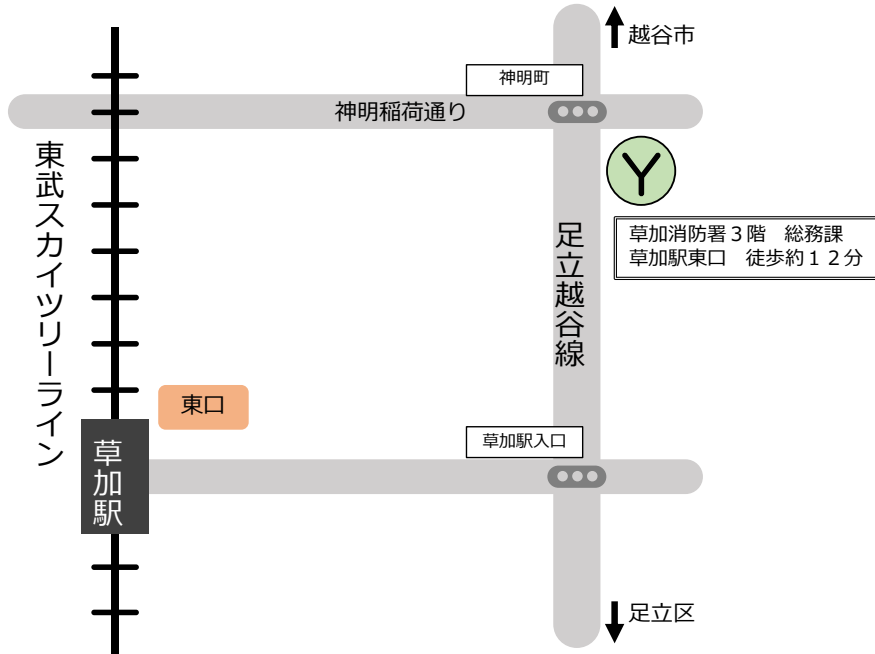 越谷市
神明町
神明稲荷通り
東武スカイツリーライン
足立越谷線
草加消防署３階　総務課
草加駅東口　徒歩約１２分
東口
草加駅入口
草加駅
足立区